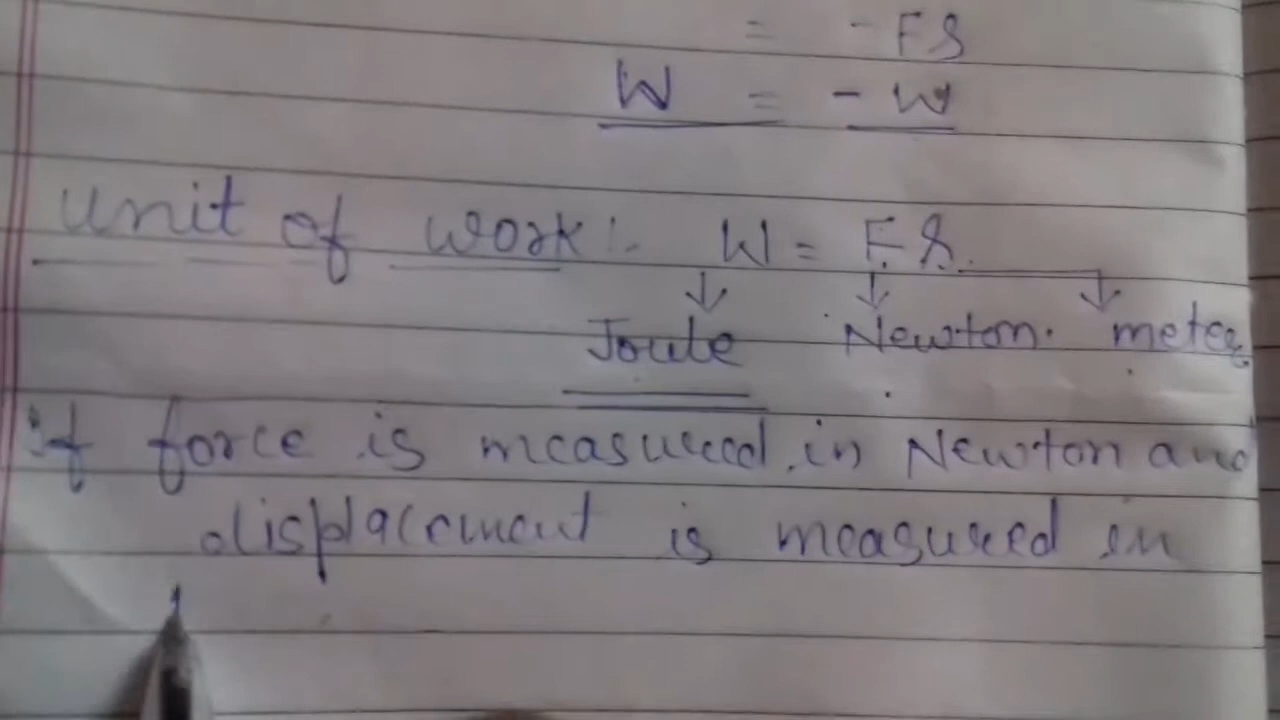 = - FS
W = - W
unit of work :- W = F. S.
↓ ↓ ↓
Joule Newton. meter
if force is measured in Newton and
displacement is measured in